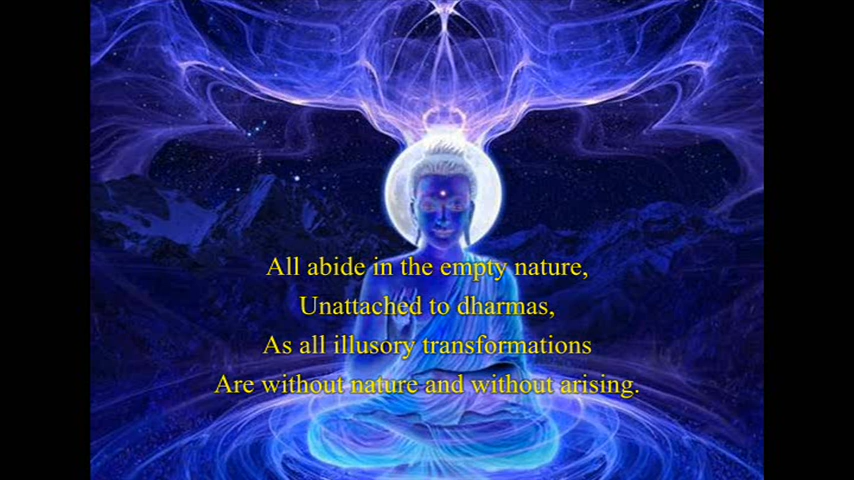 All abide in the empty nature,
Unattached to dharmas,
As all illusory transformations
Are without nature and without arising.